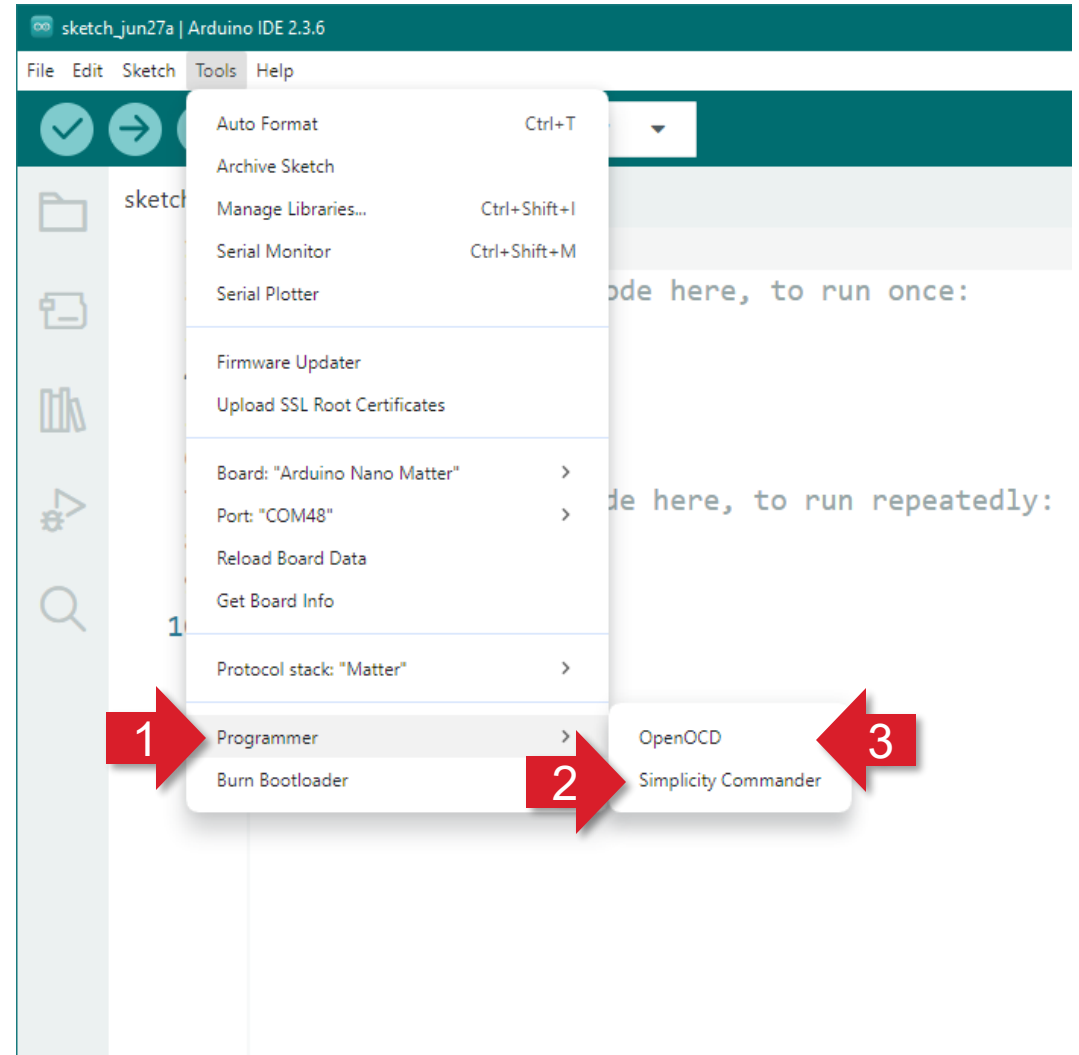 sketch_jun27a | Arduino IDE 2.3.6
File Edit Sketch Tools Help
Auto Format Ctrl+T
Archive Sketch
sketch
Manage Libraries... Ctrl+Shift+I
Serial Monitor Ctrl+Shift+M
Serial Plotter
ode here, to run once:
Firmware Updater
Upload SSL Root Certificates
Board: "Arduino Nano Matter"
de here, to run repeatedly:
Port: "COM48"
Reload Board Data
Get Board Info
Protocol stack: "Matter"
1 Programmer
OpenOCD 3
Burn Bootloader
2 Simplicity Commander